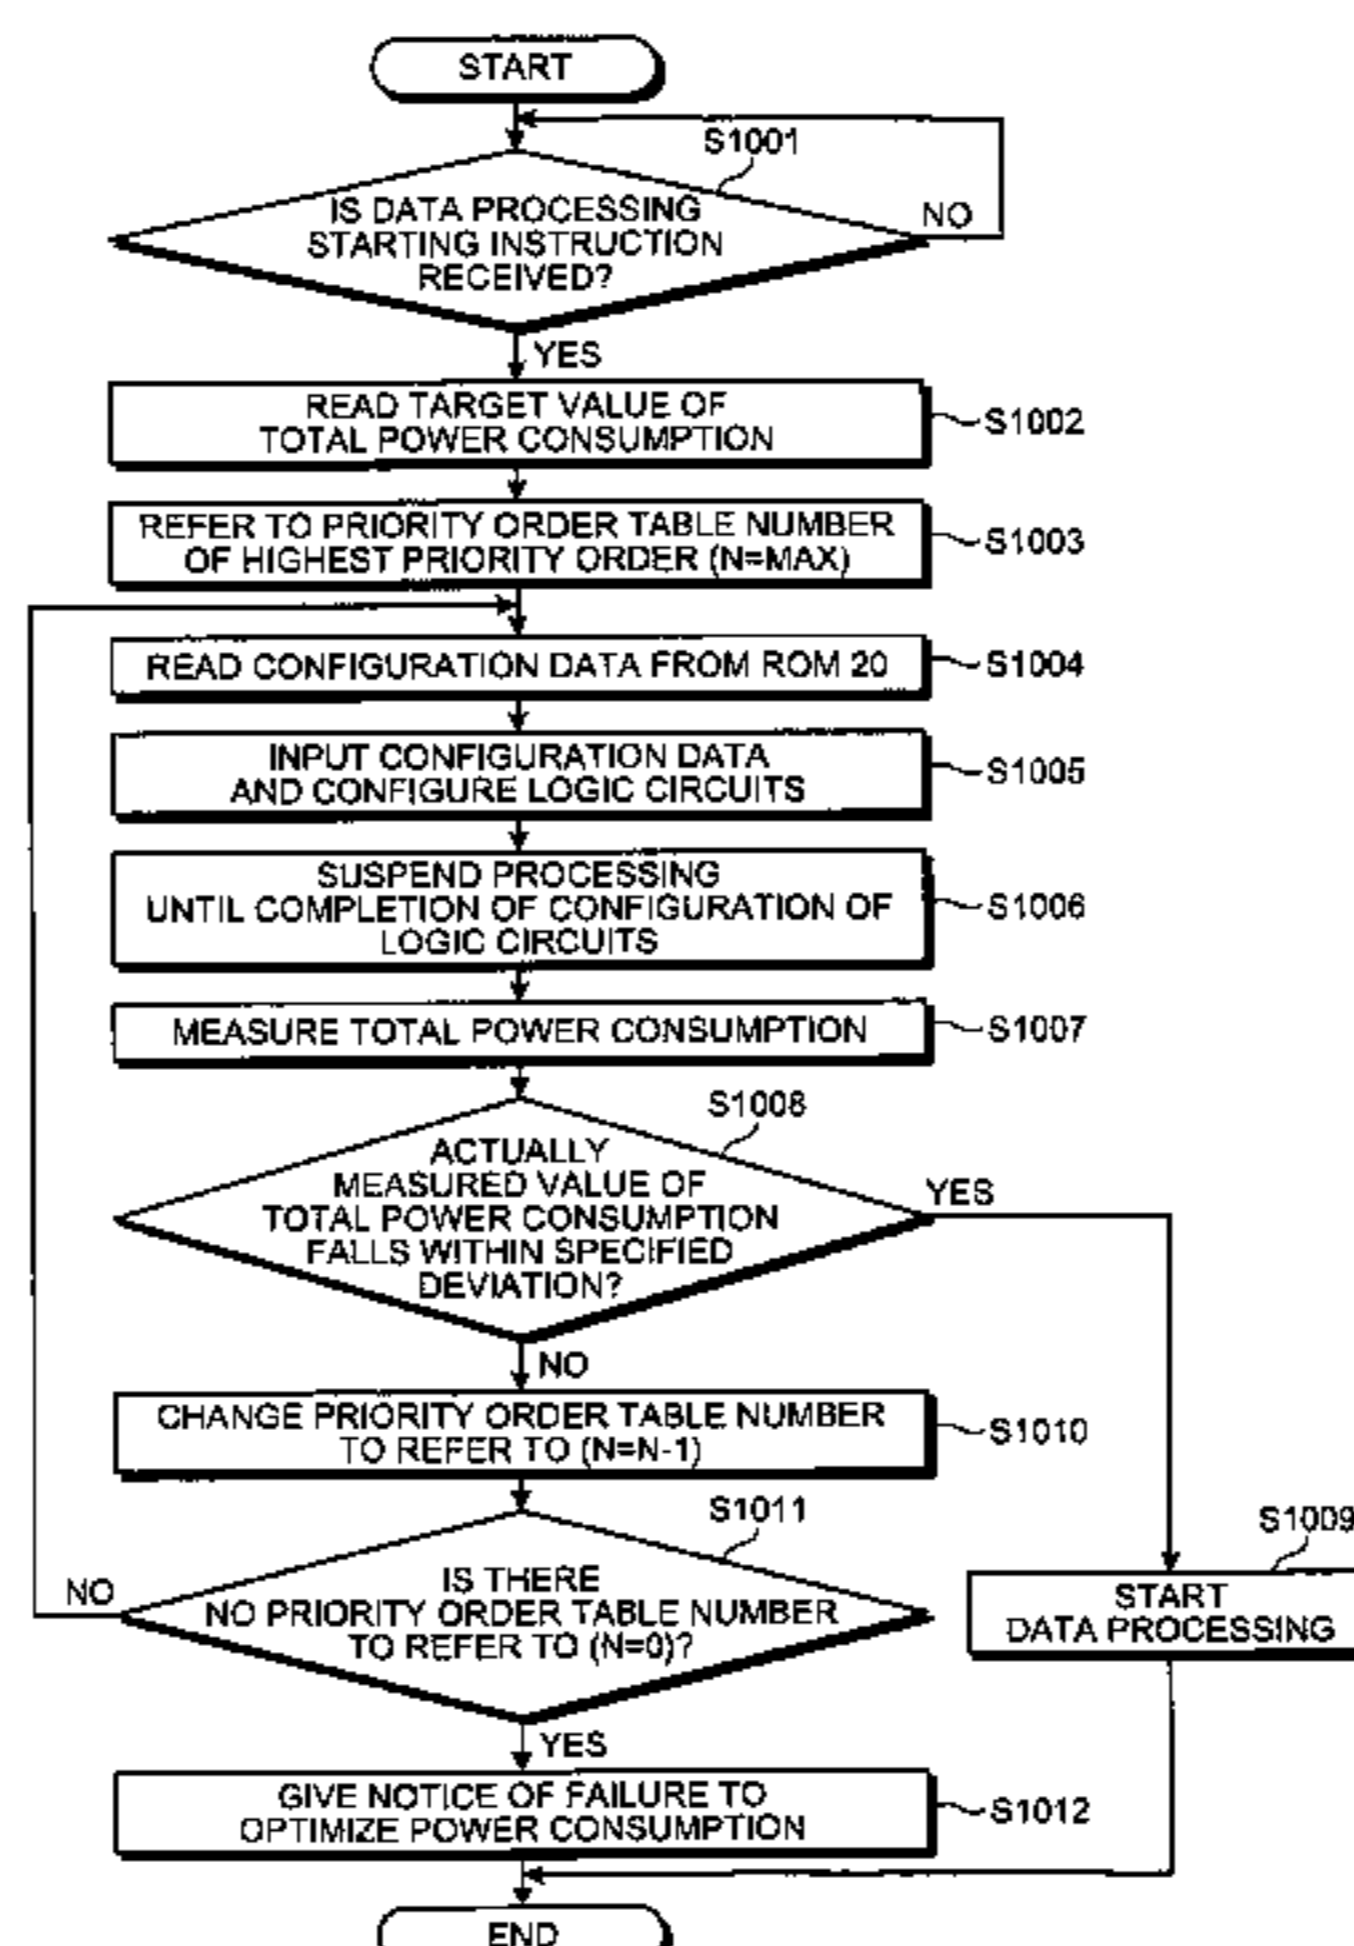 START
S1001
IS DATA PROCESSING
STARTING INSTRUCTION
RECEIVED?
NO
YES
READ TARGET VALUE OF
TOTAL POWER CONSUMPTION
S1002
REFER TO PRIORITY ORDER TABLE NUMBER
OF HIGHEST PRIORITY ORDER (N=MAX)
S1003
READ CONFIGURATION DATA FROM ROM 20
S1004
INPUT CONFIGURATION DATA
AND CONFIGURE LOGIC CIRCUITS
S1005
SUSPEND PROCESSING
UNTIL COMPLETION OF CONFIGURATION OF
LOGIC CIRCUITS
S1006
MEASURE TOTAL POWER CONSUMPTION
S1007
S1008
ACTUALLY
MEASURED VALUE OF
TOTAL POWER CONSUMPTION
FALLS WITHIN SPECIFIED
DEVIATION?
YES
NO
CHANGE PRIORITY ORDER TABLE NUMBER
TO REFER TO (N=N-1)
S1010
S1011
IS THERE
NO PRIORITY ORDER TABLE NUMBER
TO REFER TO (N=0)?
NO
S1009
START
DATA PROCESSING
YES
GIVE NOTICE OF FAILURE TO
OPTIMIZE POWER CONSUMPTION
S1012
END